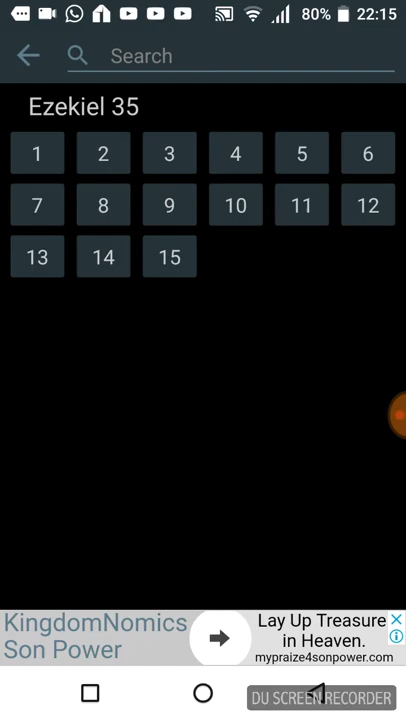 80% 22:15
Search
Ezekiel 35
1 2 3 4 5 6
7 8 9 10 11 12
13 14 15
KingdomNomics
Son Power
Lay Up Treasure
in Heaven.
mypraize4sonpower.com
DU SCREEN RECORDER